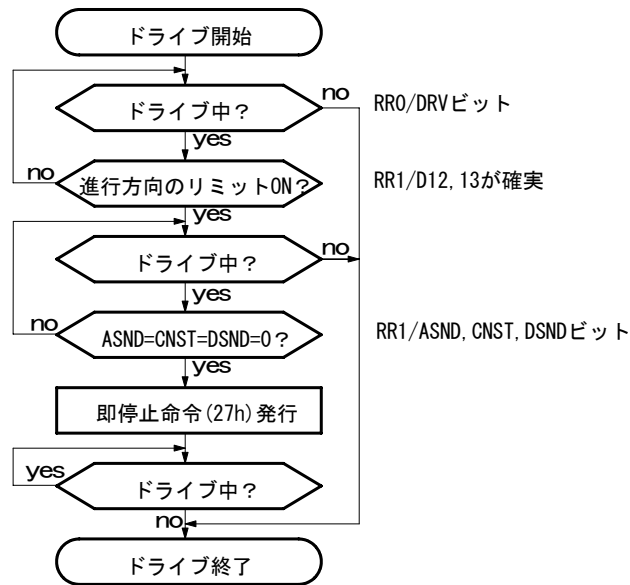 ドライブ開始
ドライブ中？
no
RR0/DRVビット
yes
no
進行方向のリミットON？
RR1/D12,13が確実
yes
ドライブ中？
no
yes
no
ASND=CNST=DSND=0？
RR1/ASND,CNST,DSNDビット
yes
即停止命令(27h)発行
yes
ドライブ中？
no
ドライブ終了